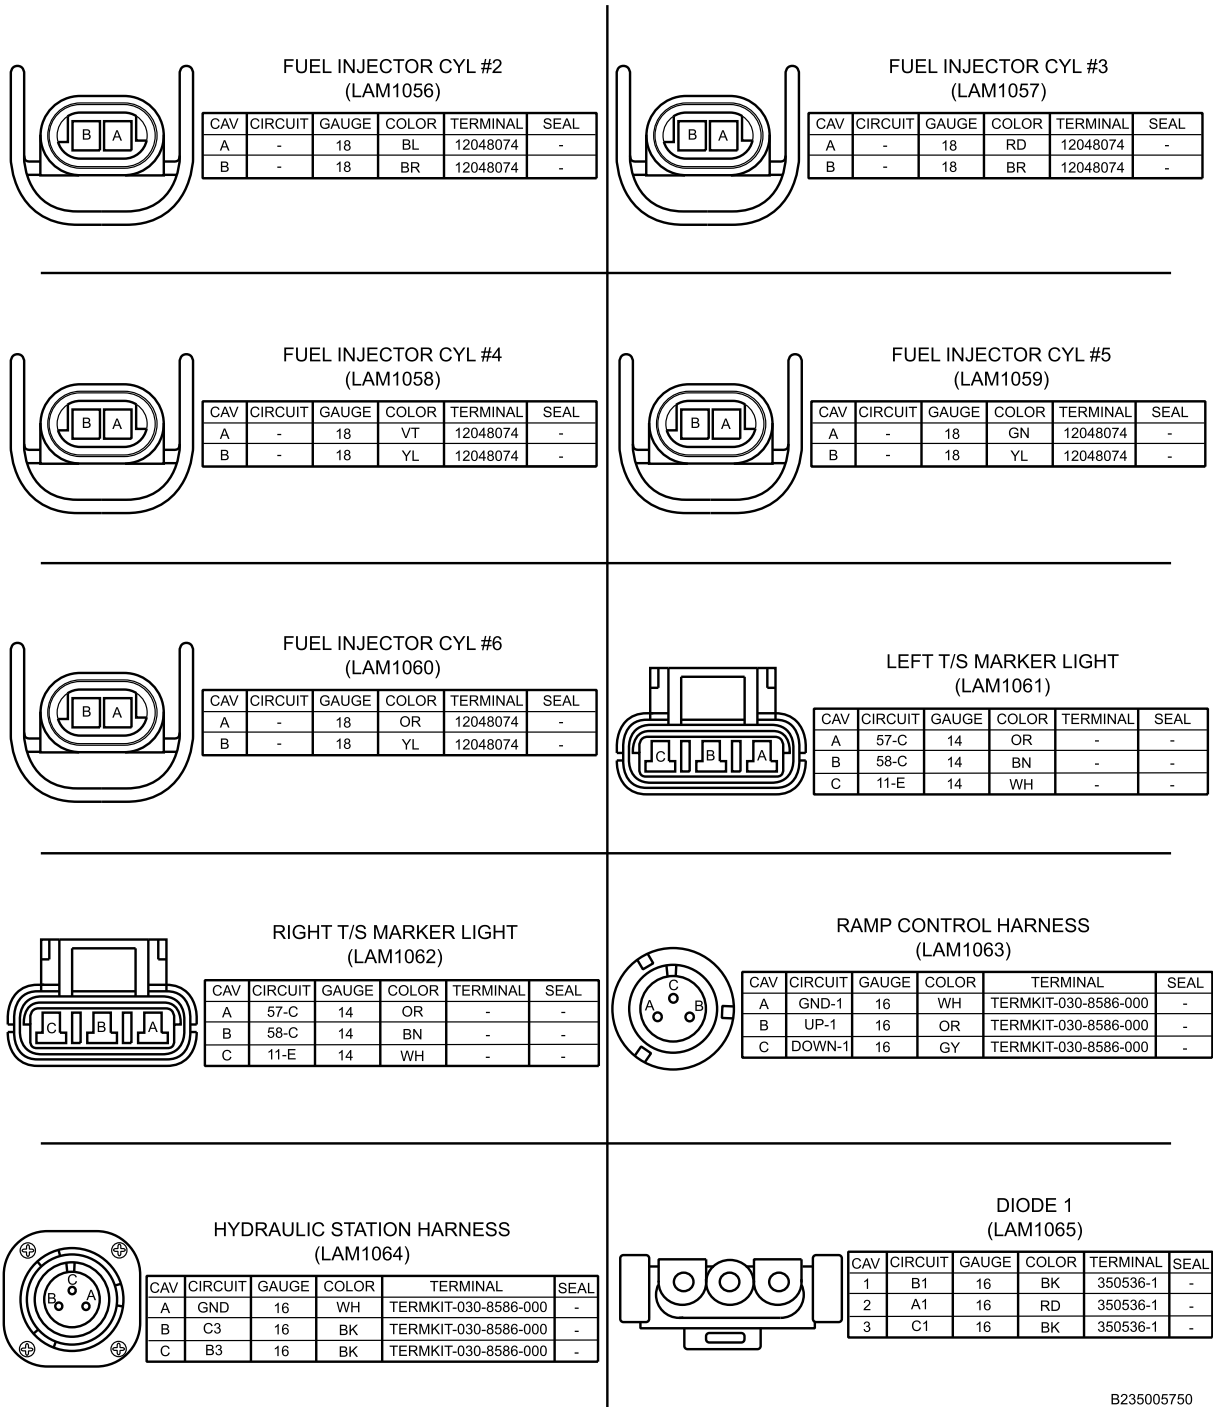 FUEL INJECTOR CYL #2
(LAM1056)
CAV CIRCUIT GAUGE COLOR TERMINAL SEAL
A - 18 BL 12048074 -
B - 18 BR 12048074 -
B A
FUEL INJECTOR CYL #3
(LAM1057)
CAV CIRCUIT GAUGE COLOR TERMINAL SEAL
A - 18 RD 12048074 -
B - 18 BR 12048074 -
B A
FUEL INJECTOR CYL #4
(LAM1058)
CAV CIRCUIT GAUGE COLOR TERMINAL SEAL
A - 18 VT 12048074 -
B - 18 YL 12048074 -
B A
FUEL INJECTOR CYL #5
(LAM1059)
CAV CIRCUIT GAUGE COLOR TERMINAL SEAL
A - 18 GN 12048074 -
B - 18 YL 12048074 -
B A
FUEL INJECTOR CYL #6
(LAM1060)
CAV CIRCUIT GAUGE COLOR TERMINAL SEAL
A - 18 OR 12048074 -
B - 18 YL 12048074 -
B A
LEFT T/S MARKER LIGHT
(LAM1061)
CAV CIRCUIT GAUGE COLOR TERMINAL SEAL
A 57-C 14 OR - -
B 58-C 14 BN - -
C 11-E 14 WH - -
C B A
RIGHT T/S MARKER LIGHT
(LAM1062)
CAV CIRCUIT GAUGE COLOR TERMINAL SEAL
A 57-C 14 OR - -
B 58-C 14 BN - -
C 11-E 14 WH - -
C B A
RAMP CONTROL HARNESS
(LAM1063)
CAV CIRCUIT GAUGE COLOR TERMINAL SEAL
A GND-1 16 WH TERMKIT-030-8586-000 -
B UP-1 16 OR TERMKIT-030-8586-000 -
C DOWN-1 16 GY TERMKIT-030-8586-000 -
C
A B
HYDRAULIC STATION HARNESS
(LAM1064)
CAV CIRCUIT GAUGE COLOR TERMINAL SEAL
A GND 16 WH TERMKIT-030-8586-000 -
B C3 16 BK TERMKIT-030-8586-000 -
C B3 16 BK TERMKIT-030-8586-000 -
C
B A
DIODE 1
(LAM1065)
CAV CIRCUIT GAUGE COLOR TERMINAL SEAL
1 B1 16 BK 350536-1 -
2 A1 16 RD 350536-1 -
3 C1 16 BK 350536-1 -
B235005750